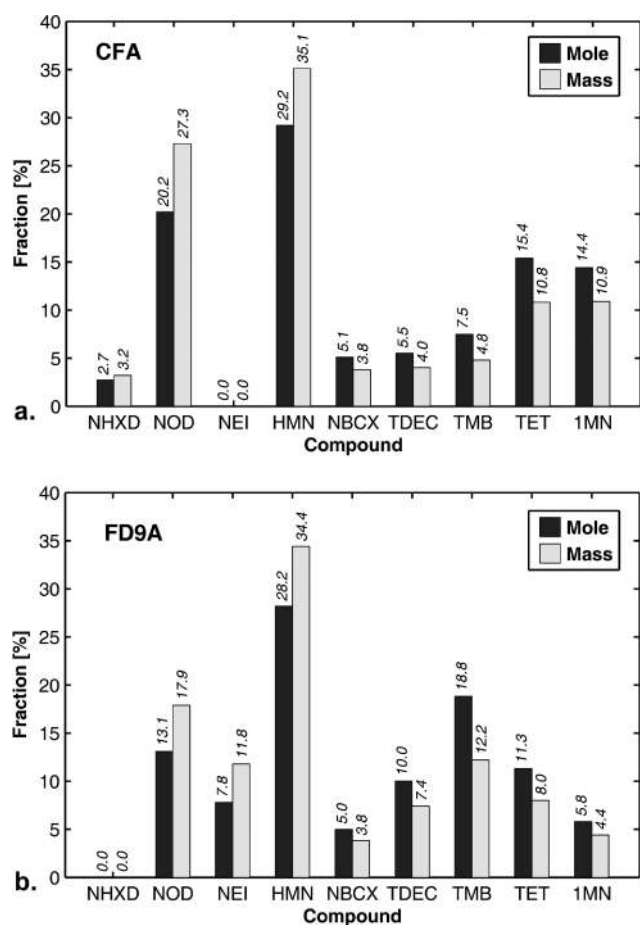 CFA
Mole
Mass
Fraction [%]
40
35
30
25
20
15
10
5
0
2.7 3.2 20.2 27.3 0.0 0.0 29.2 35.1 5.1 3.8 5.5 4.0 7.5 4.8 15.4 10.8 14.4 10.9
a.
NHXD NOD NEI HMN NBCX TDEC TMB TET 1MN
Compound
FD9A
Mole
Mass
Fraction [%]
40
35
30
25
20
15
10
5
0
0.0 0.0 13.1 17.9 7.8 11.8 28.2 34.4 5.0 3.8 10.0 7.4 18.8 12.2 11.3 8.0 5.8 4.4
b.
NHXD NOD NEI HMN NBCX TDEC TMB TET 1MN
Compound